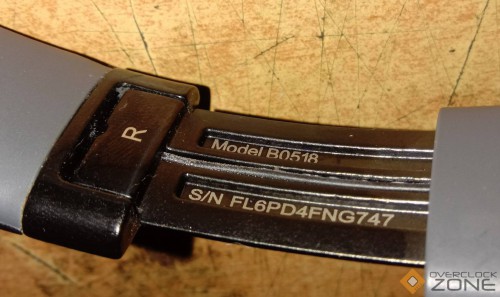 R
Model B0518
S/N FL6PD4FNG747
OVERCLOCK
ZONE